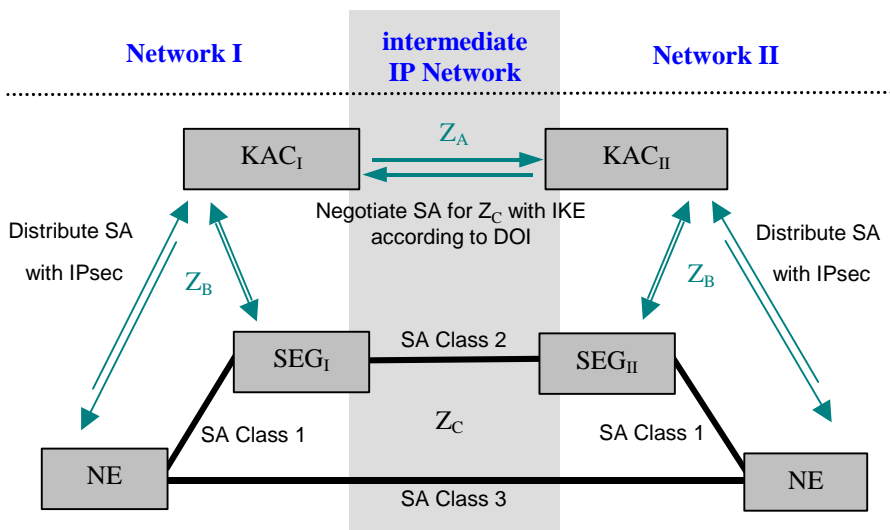 Network I
intermediate
IP Network
Network II
KAC_I
Z_A
KAC_II
Negotiate SA for Z_C with IKE
according to DOI
Distribute SA
with IPsec
Z_B
Distribute SA
with IPsec
Z_B
SEG_I
SA Class 2
SEG_II
SA Class 1
Z_C
SA Class 1
NE
SA Class 3
NE